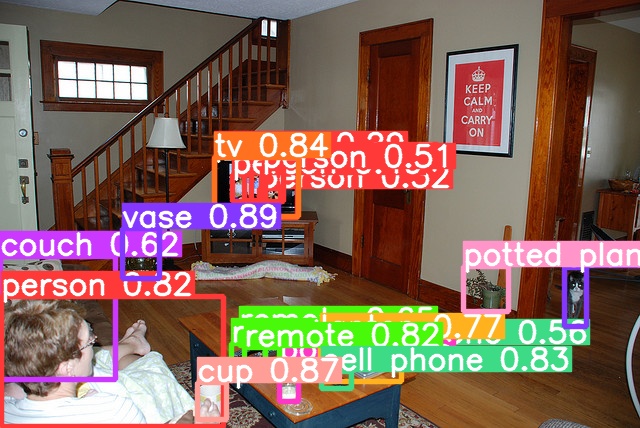 KEEP
CALM
AND
CARRY
ON
tv 0.84
person 0.51
vase 0.89
couch 0.62
potted plan
person 0.82
remote 0.82
0.77
0.56
cell phone 0.83
cup 0.87